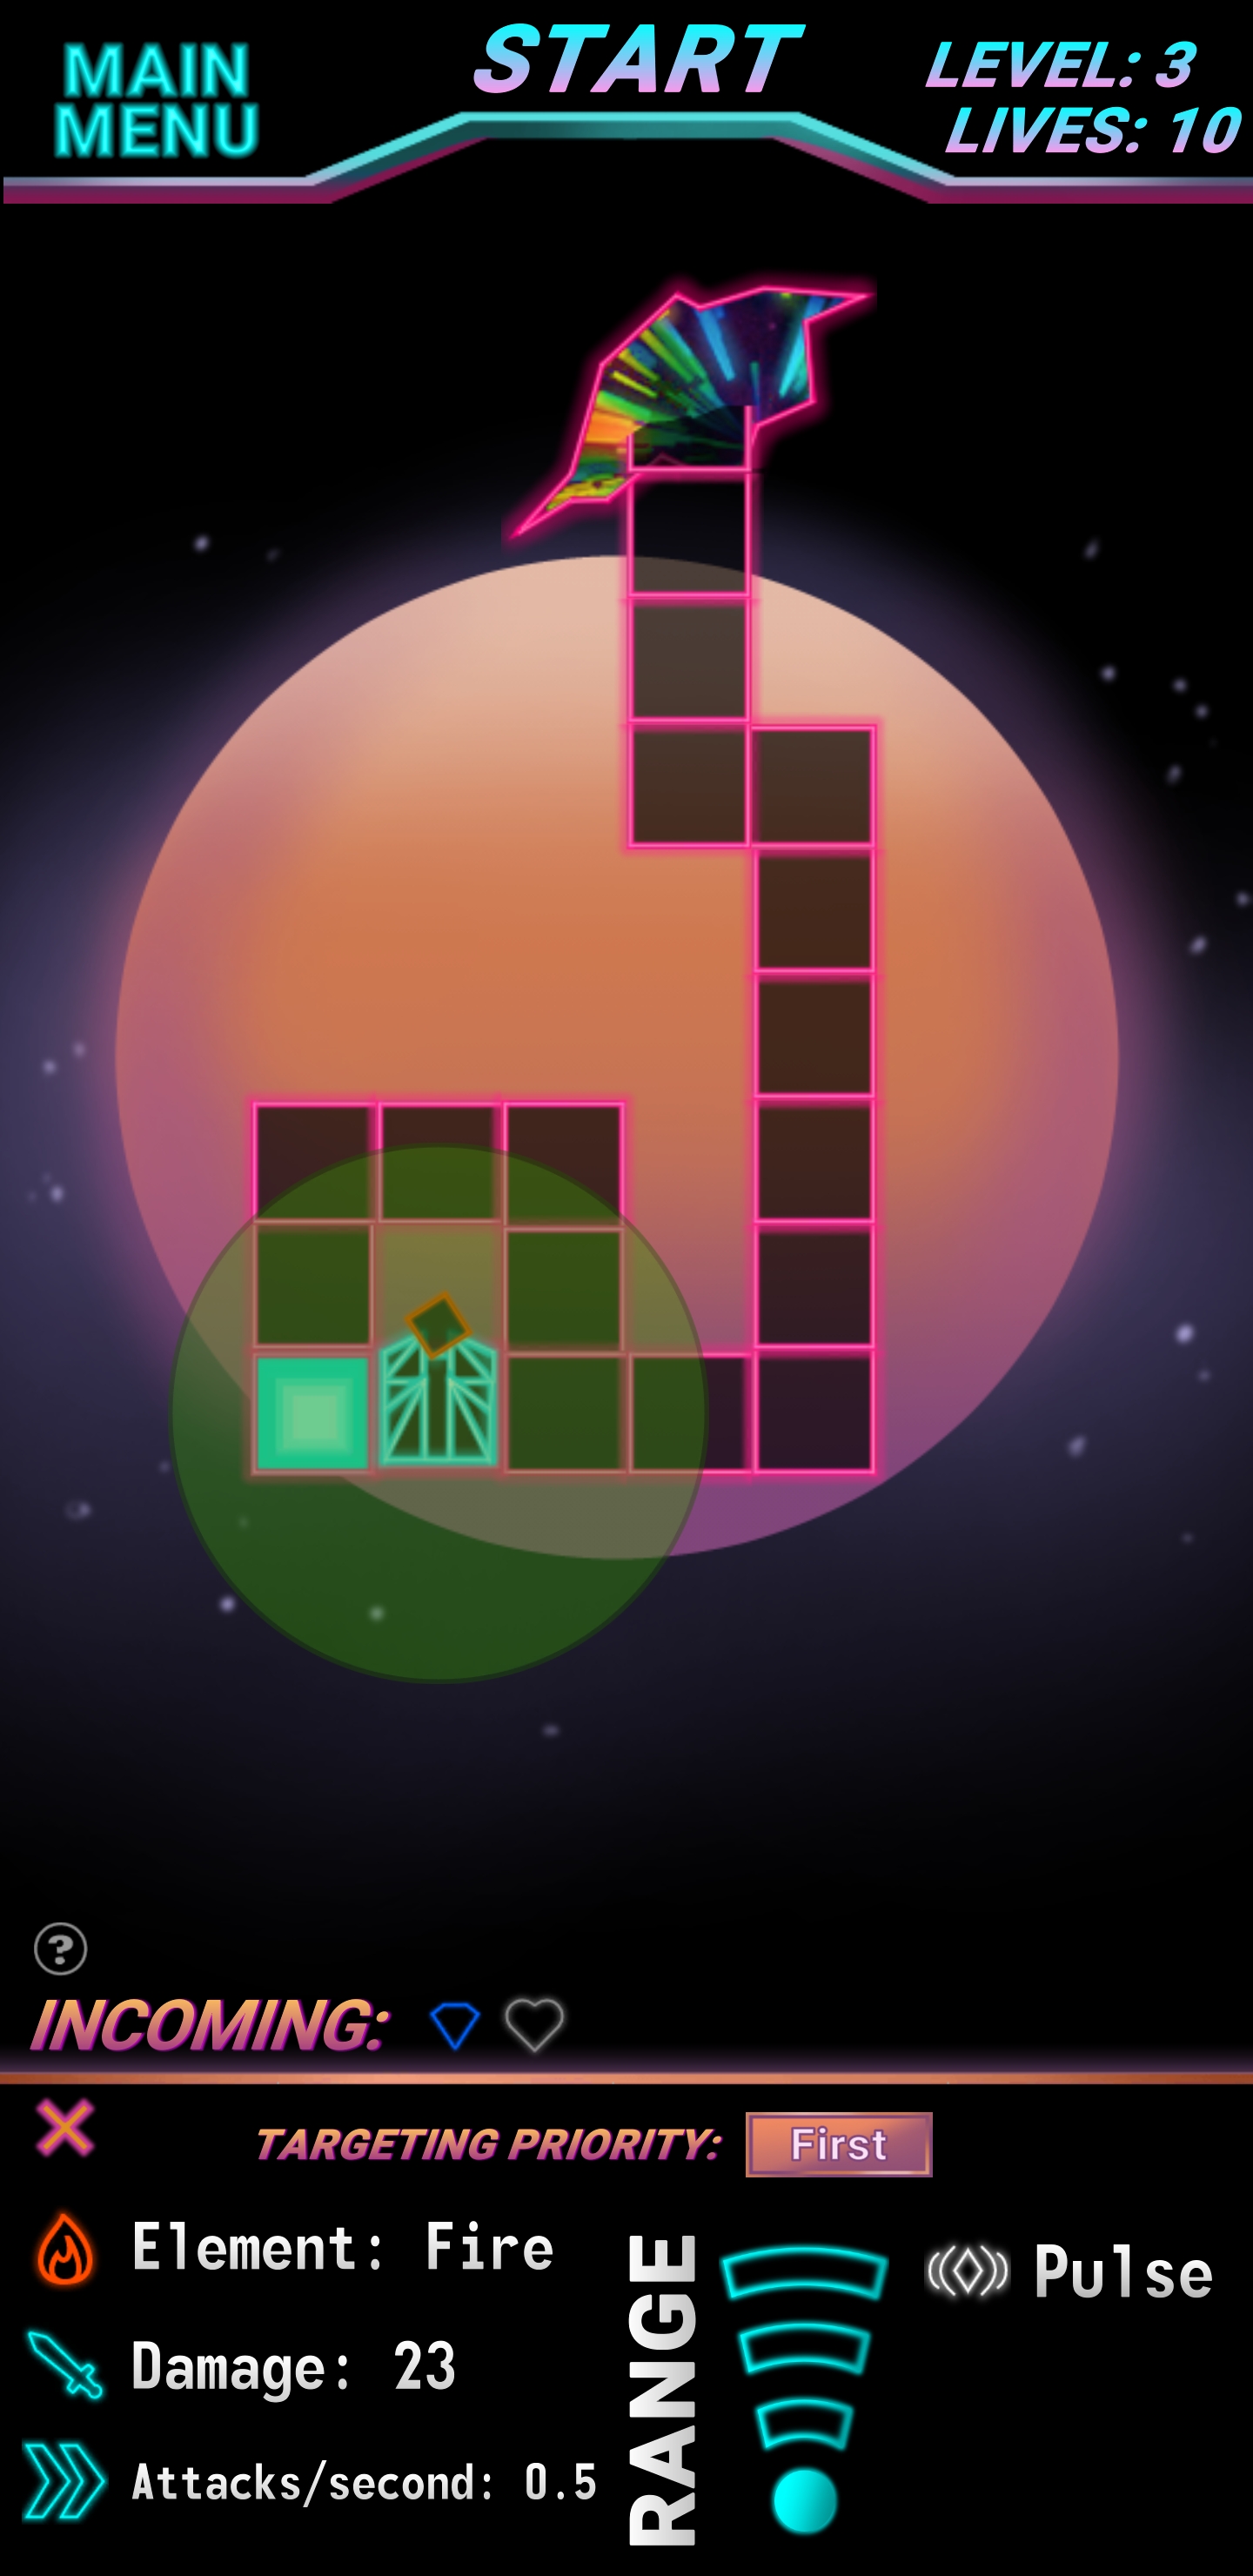 MAIN
MENU
START
LEVEL: 3
LIVES: 10
?
INCOMING:
TARGETING PRIORITY:
First
Element: Fire
Damage: 23
Attacks/second: 0.5
RANGE
Pulse